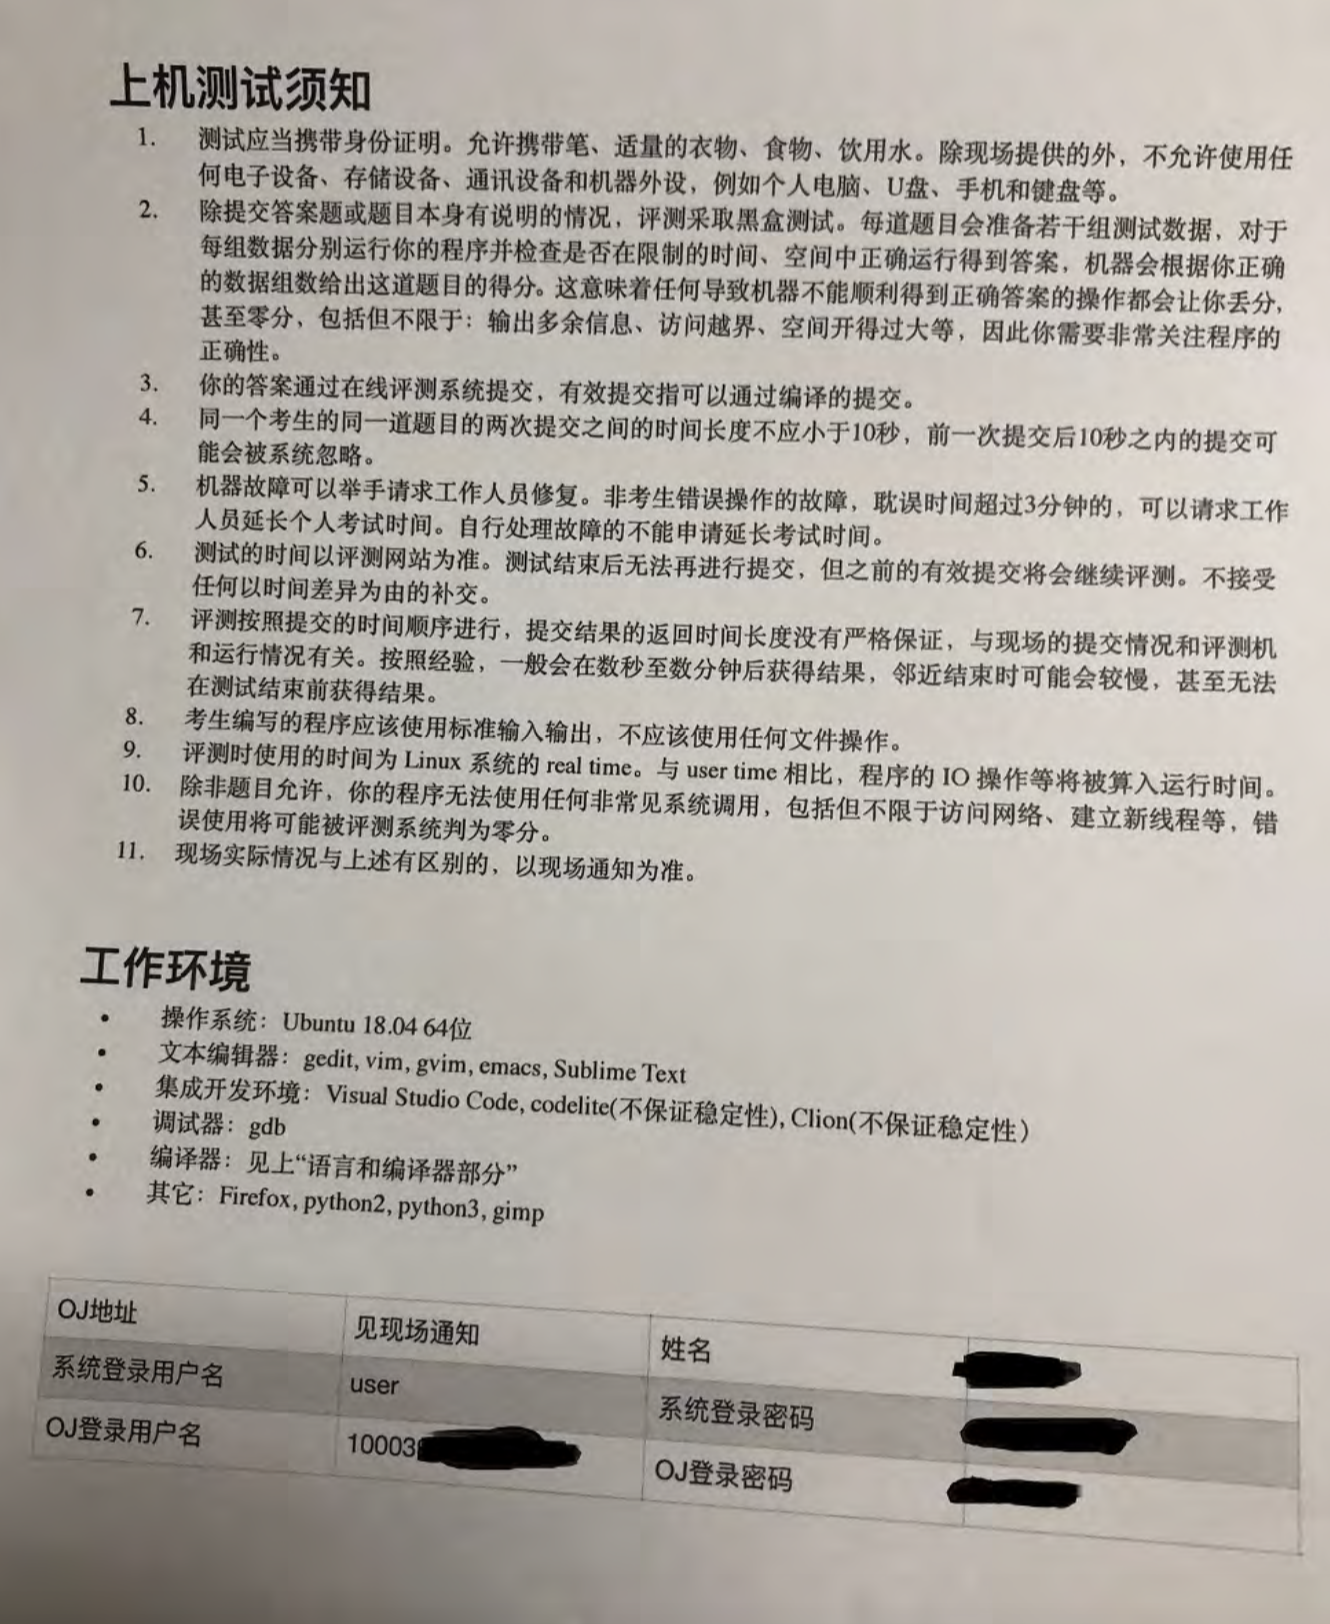 上机测试须知
1. 测试应当携带身份证明。允许携带笔、适量的衣物、食物、饮用水。除现场提供的外，不允许使用任
何电子设备、存储设备、通讯设备和机器外设，例如个人电脑、U盘、手机和键盘等。
2. 除提交答案题或题目本身有说明的情况，评测采取黑盒测试。每道题目会准备若干组测试数据，对于
每组数据分别运行你的程序并检查是否在限制的时间、空间中正确运行得到答案，机器会根据你正确
的数据组数给出这道题目的得分。这意味着任何导致机器不能顺利得到正确答案的操作都会让你丢分，
甚至零分，包括但不限于：输出多余信息、访问越界、空间开得过大等，因此你需要非常关注程序的
正确性。
3. 你的答案通过在线评测系统提交，有效提交指可以通过编译的提交。
4. 同一个考生的同一道题目的两次提交之间的时间长度不应小于10秒，前一次提交后10秒之内的提交可
能会被系统忽略。
5. 机器故障可以举手请求工作人员修复。非考生错误操作的故障，耽误时间超过3分钟的，可以请求工作
人员延长个人考试时间。自行处理故障的不能申请延长考试时间。
6. 测试的时间以评测网站为准。测试结束后无法再进行提交，但之前的有效提交将会继续评测。不接受
任何以时间差异为由的补交。
7. 评测按照提交的时间顺序进行，提交结果的返回时间长度没有严格保证，与现场的提交情况和评测机
和运行情况有关。按照经验，一般会在数秒至数分钟后获得结果，邻近结束时可能会较慢，甚至无法
在测试结束前获得结果。
8. 考生编写的程序应该使用标准输入输出，不应该使用任何文件操作。
9. 评测时使用的时间为 Linux 系统的 real time。与 user time 相比，程序的 IO 操作等将被算入运行时间。
10. 除非题目允许，你的程序无法使用任何非常见系统调用，包括但不限于访问网络、建立新线程等，错
误使用将可能被评测系统判为零分。
11. 现场实际情况与上述有区别的，以现场通知为准。
工作环境
• 操作系统：Ubuntu 18.04 64位
• 文本编辑器：gedit, vim, gvim, emacs, Sublime Text
• 集成开发环境：Visual Studio Code, codelite(不保证稳定性), Clion(不保证稳定性）
• 调试器：gdb
• 编译器：见上“语言和编译器部分”
• 其它：Firefox, python2, python3, gimp
OJ地址 见现场通知 姓名
系统登录用户名 user 系统登录密码
OJ登录用户名 10003 OJ登录密码